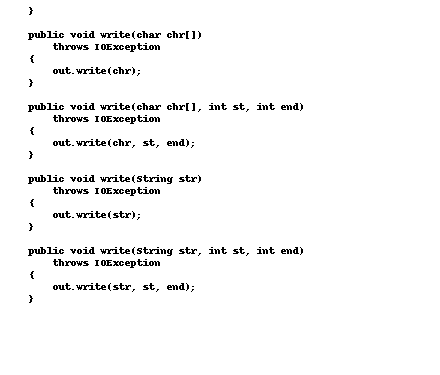 }
public void write(char chr[])
throws IOException
{
out.write(chr);
}
public void write(char chr[], int st, int end)
throws IOException
{
out.write(chr, st, end);
}
public void write(String str)
throws IOException
{
out.write(str);
}
public void write(String str, int st, int end)
throws IOException
{
out.write(str, st, end);
}